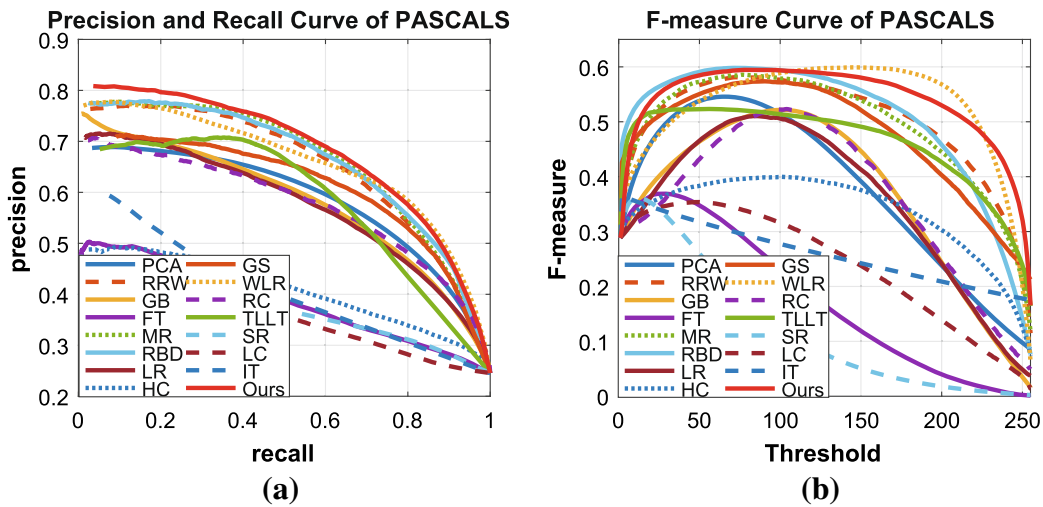 Precision and Recall Curve of PASCALS
0.9
0.8
0.7
0.6
0.5
0.4
0.3
0.2
precision
PCA GS
RRW WLR
GB RC
FT TLLT
MR SR
RBD LC
LR IT
HC Ours
0 0.2 0.4 0.6 0.8 1
recall
(a)
F-measure Curve of PASCALS
0.6
0.5
0.4
0.3
0.2
0.1
0
F-measure
PCA GS
RRW WLR
GB RC
FT TLLT
MR SR
RBD LC
LR IT
HC Ours
0 50 100 150 200 250
Threshold
(b)